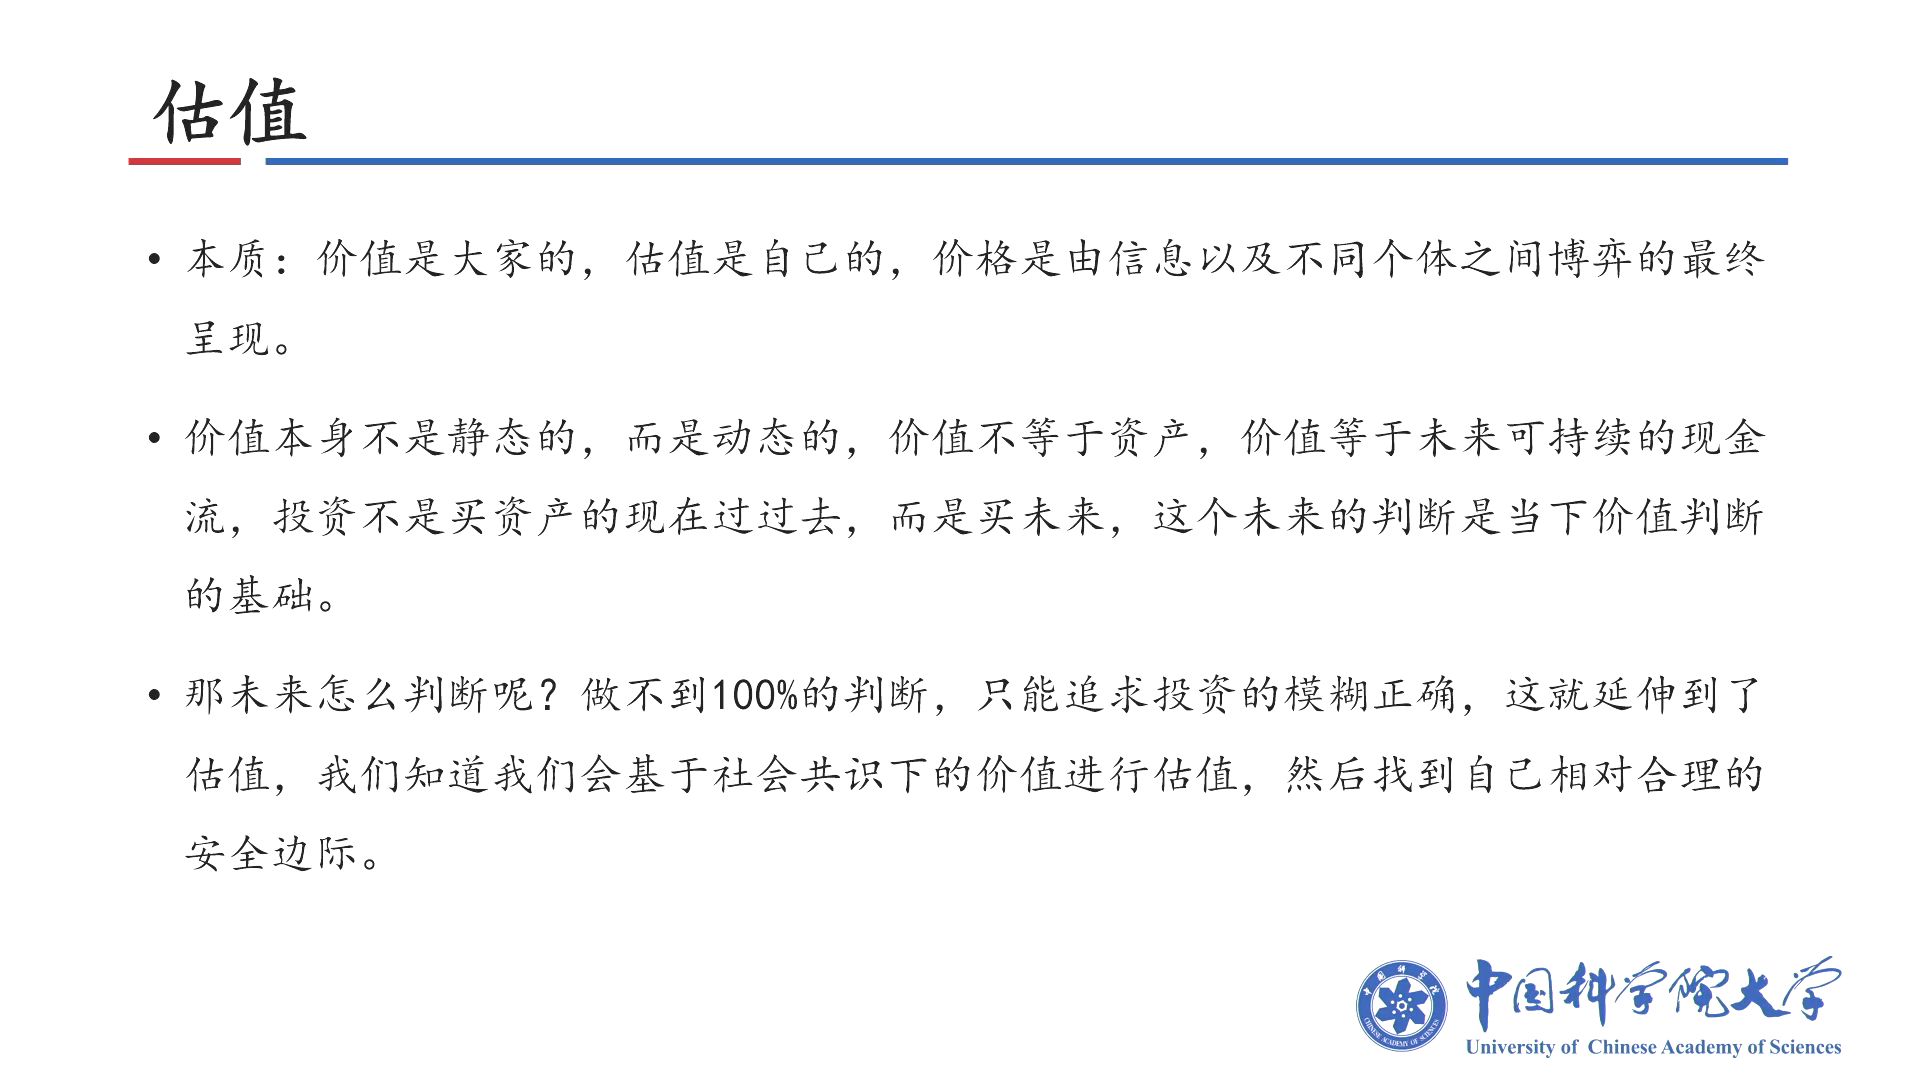 估值
• 本质：价值是大家的，估值是自己的，价格是由信息以及不同个体之间博弈的最终
呈现。
• 价值本身不是静态的，而是动态的，价值不等于资产，价值等于未来可持续的现金
流，投资不是买资产的现在过过去，而是买未来，这个未来的判断是当下价值判断
的基础。
• 那未来怎么判断呢？做不到100%的判断，只能追求投资的模糊正确，这就延伸到了
估值，我们知道我们会基于社会共识下的价值进行估值，然后找到自己相对合理的
安全边际。
中国科学院
CHINESE ACADEMY OF SCIENCES
中国科学院大学
University of Chinese Academy of Sciences